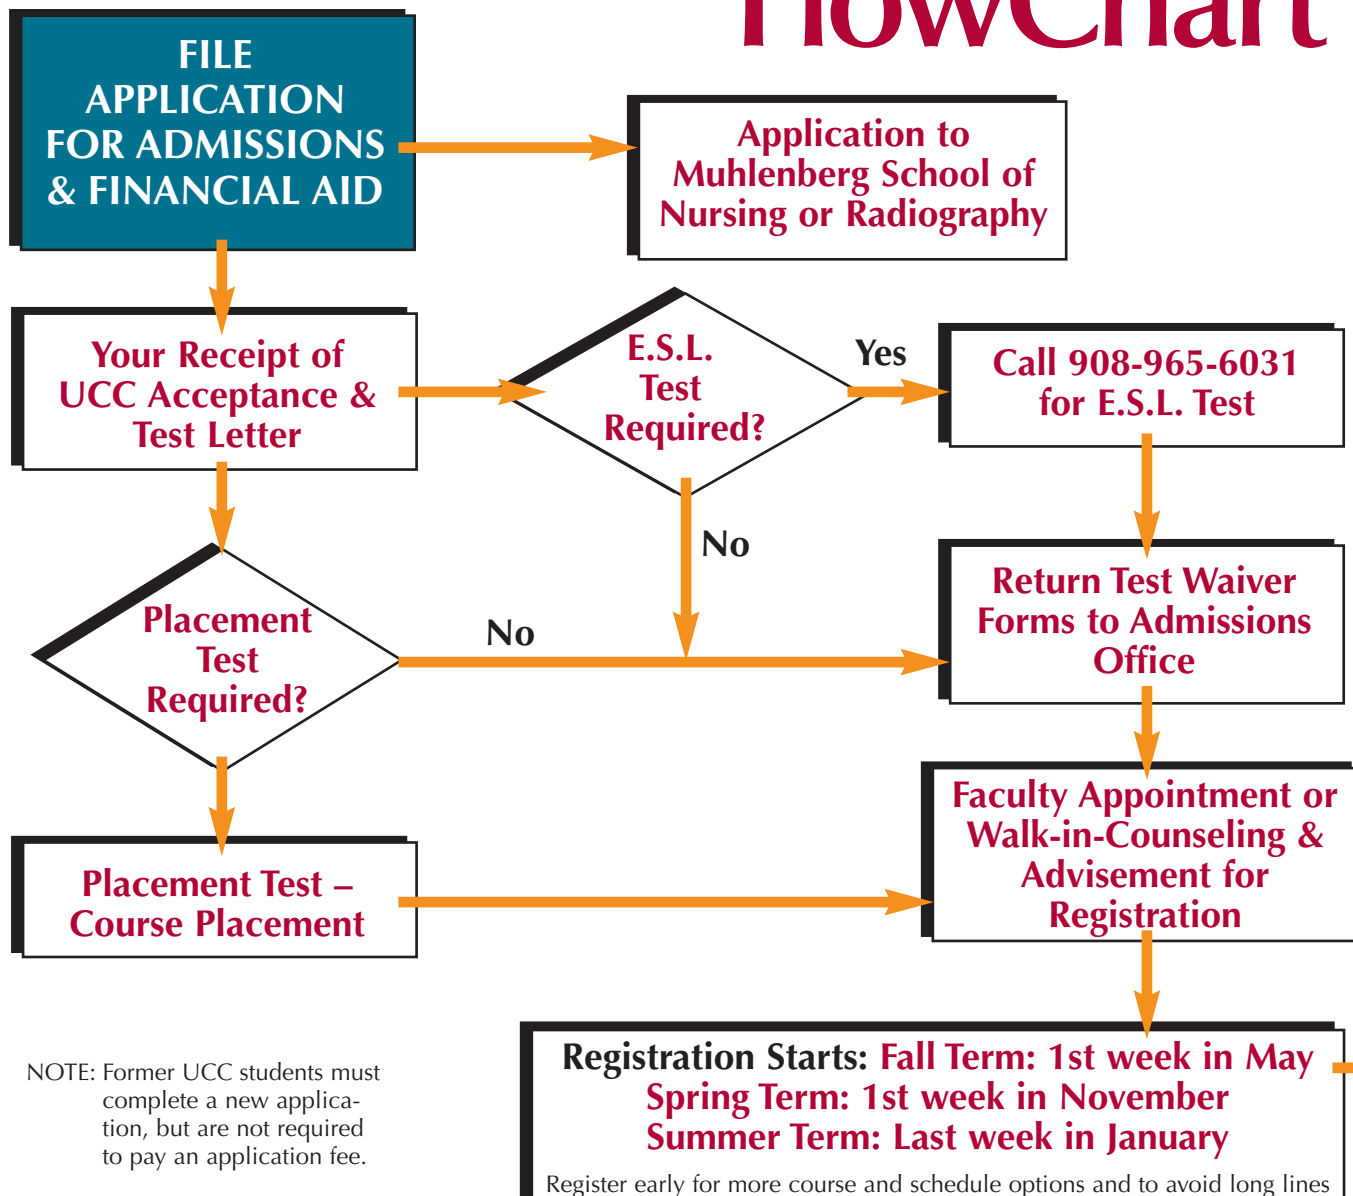 FlowChart
FILE
APPLICATION
FOR ADMISSIONS
& FINANCIAL AID
Application to
Muhlenberg School of
Nursing or Radiography
Your Receipt of
UCC Acceptance &
Test Letter
E.S.L.
Test
Required?
Yes
Call 908-965-6031
for E.S.L. Test
No
Return Test Waiver
Forms to Admissions
Office
Placement
Test
Required?
No
Faculty Appointment or
Walk-in-Counseling &
Advisement for
Registration
Placement Test –
Course Placement
NOTE: Former UCC students must
complete a new applica-
tion, but are not required
to pay an application fee.
Registration Starts: Fall Term: 1st week in May
Spring Term: 1st week in November
Summer Term: Last week in January
Register early for more course and schedule options and to avoid long lines